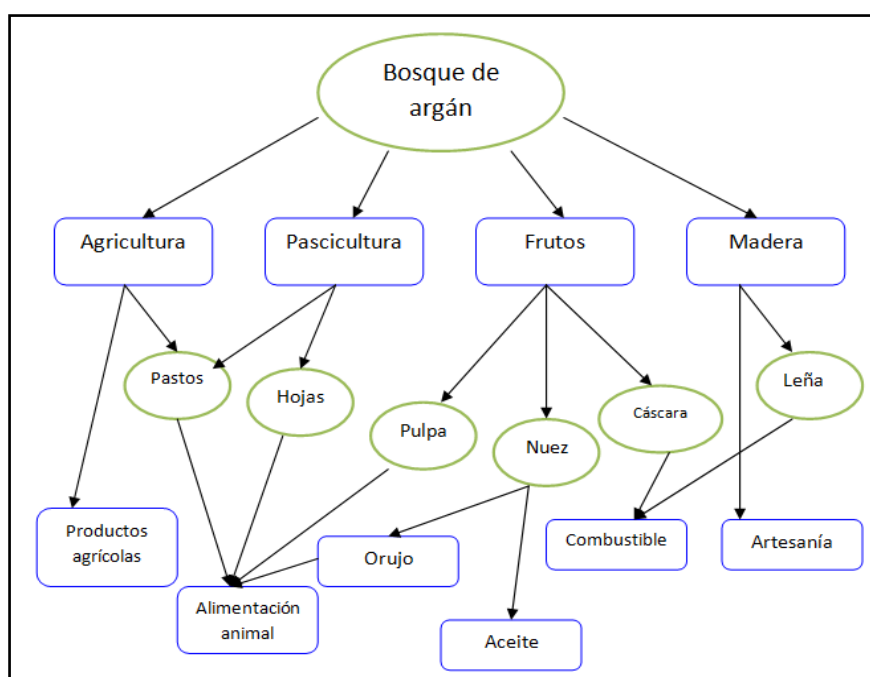 Bosque de
argán
Agricultura
Pascicultura
Frutos
Madera
Pastos
Hojas
Pulpa
Nuez
Cáscara
Leña
Productos
agrícolas
Orujo
Combustible
Artesanía
Alimentación
animal
Aceite